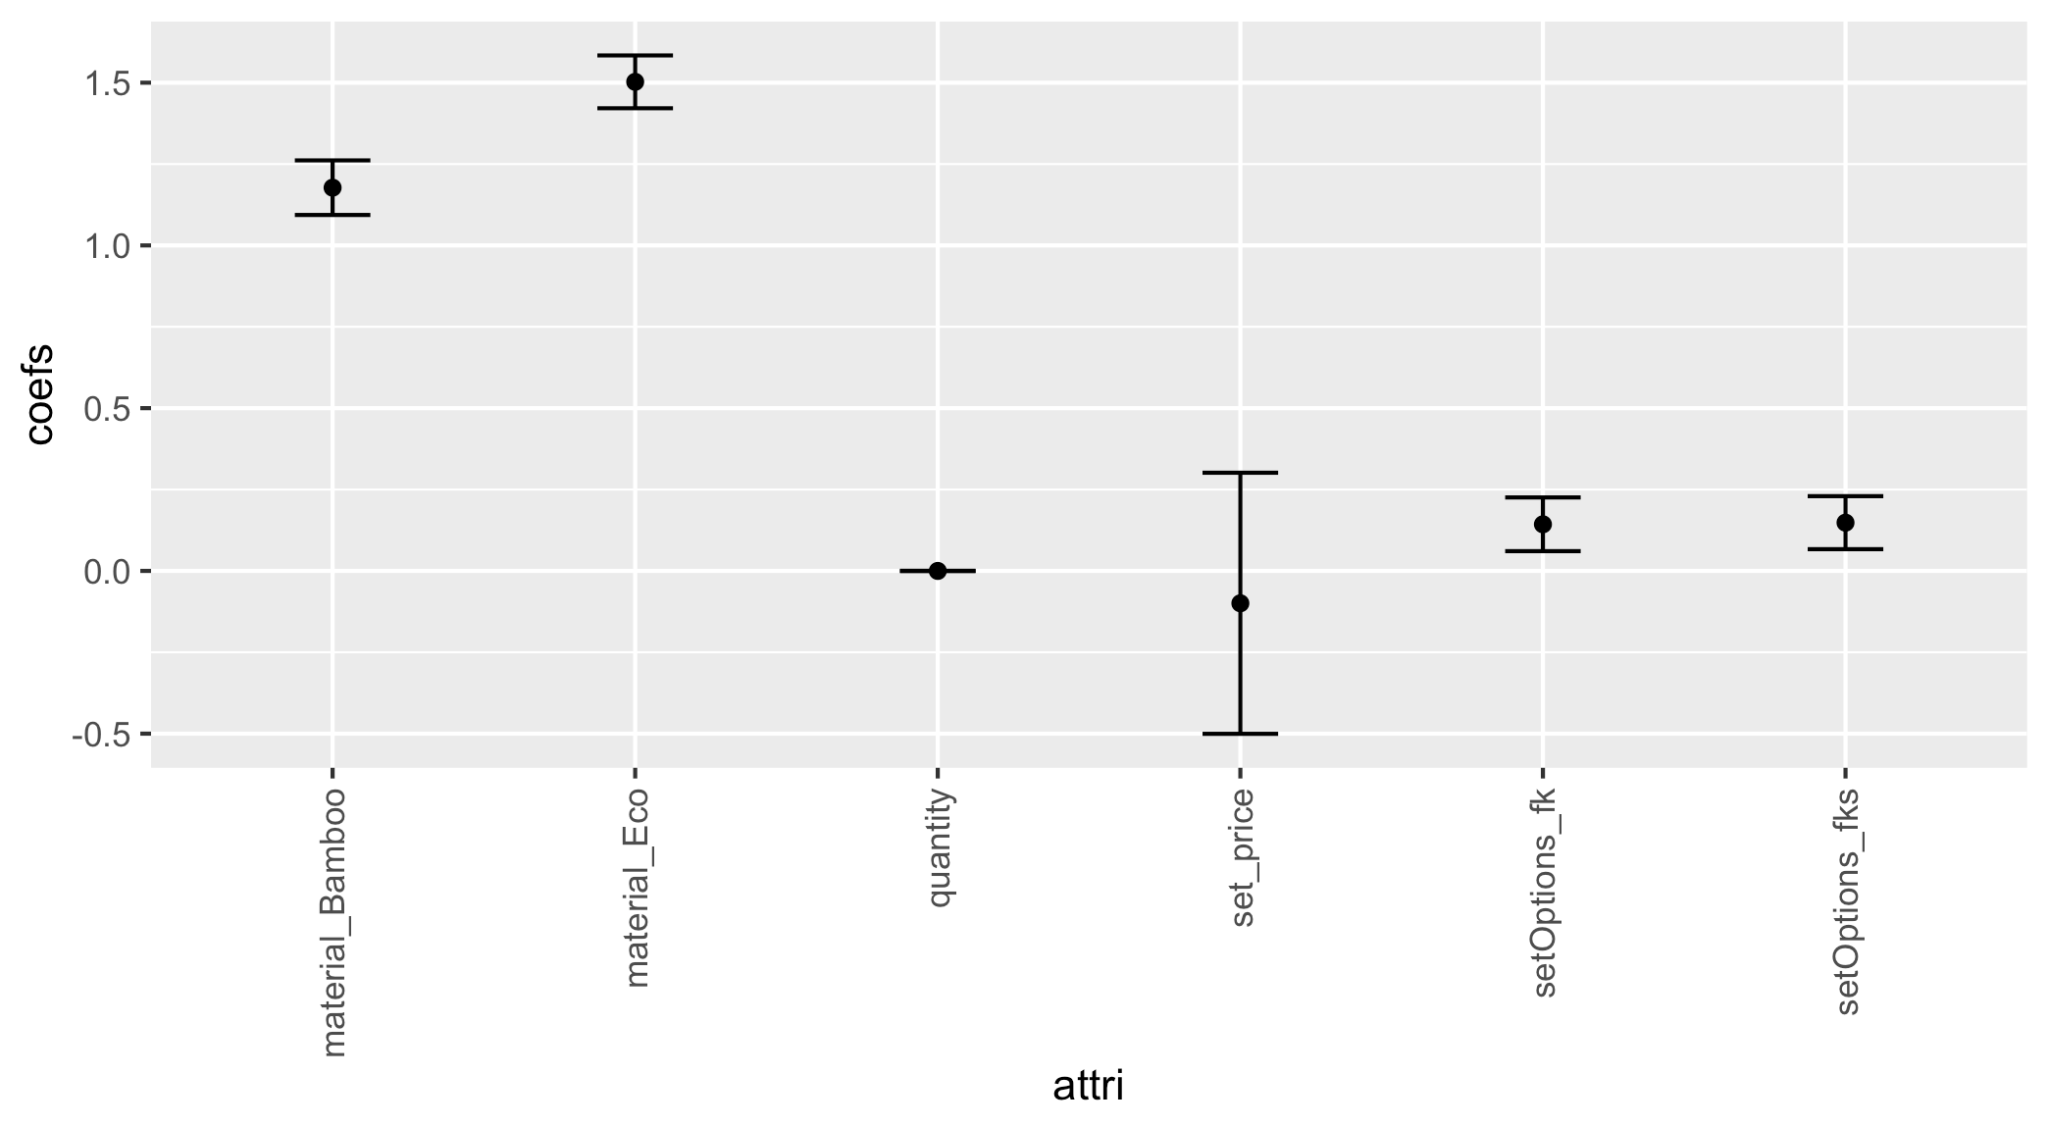 1.5
1.0
0.5
0.0
-0.5
coefs
material_Bamboo
material_Eco
quantity
set_price
setOptions_fk
setOptions_fks
attri